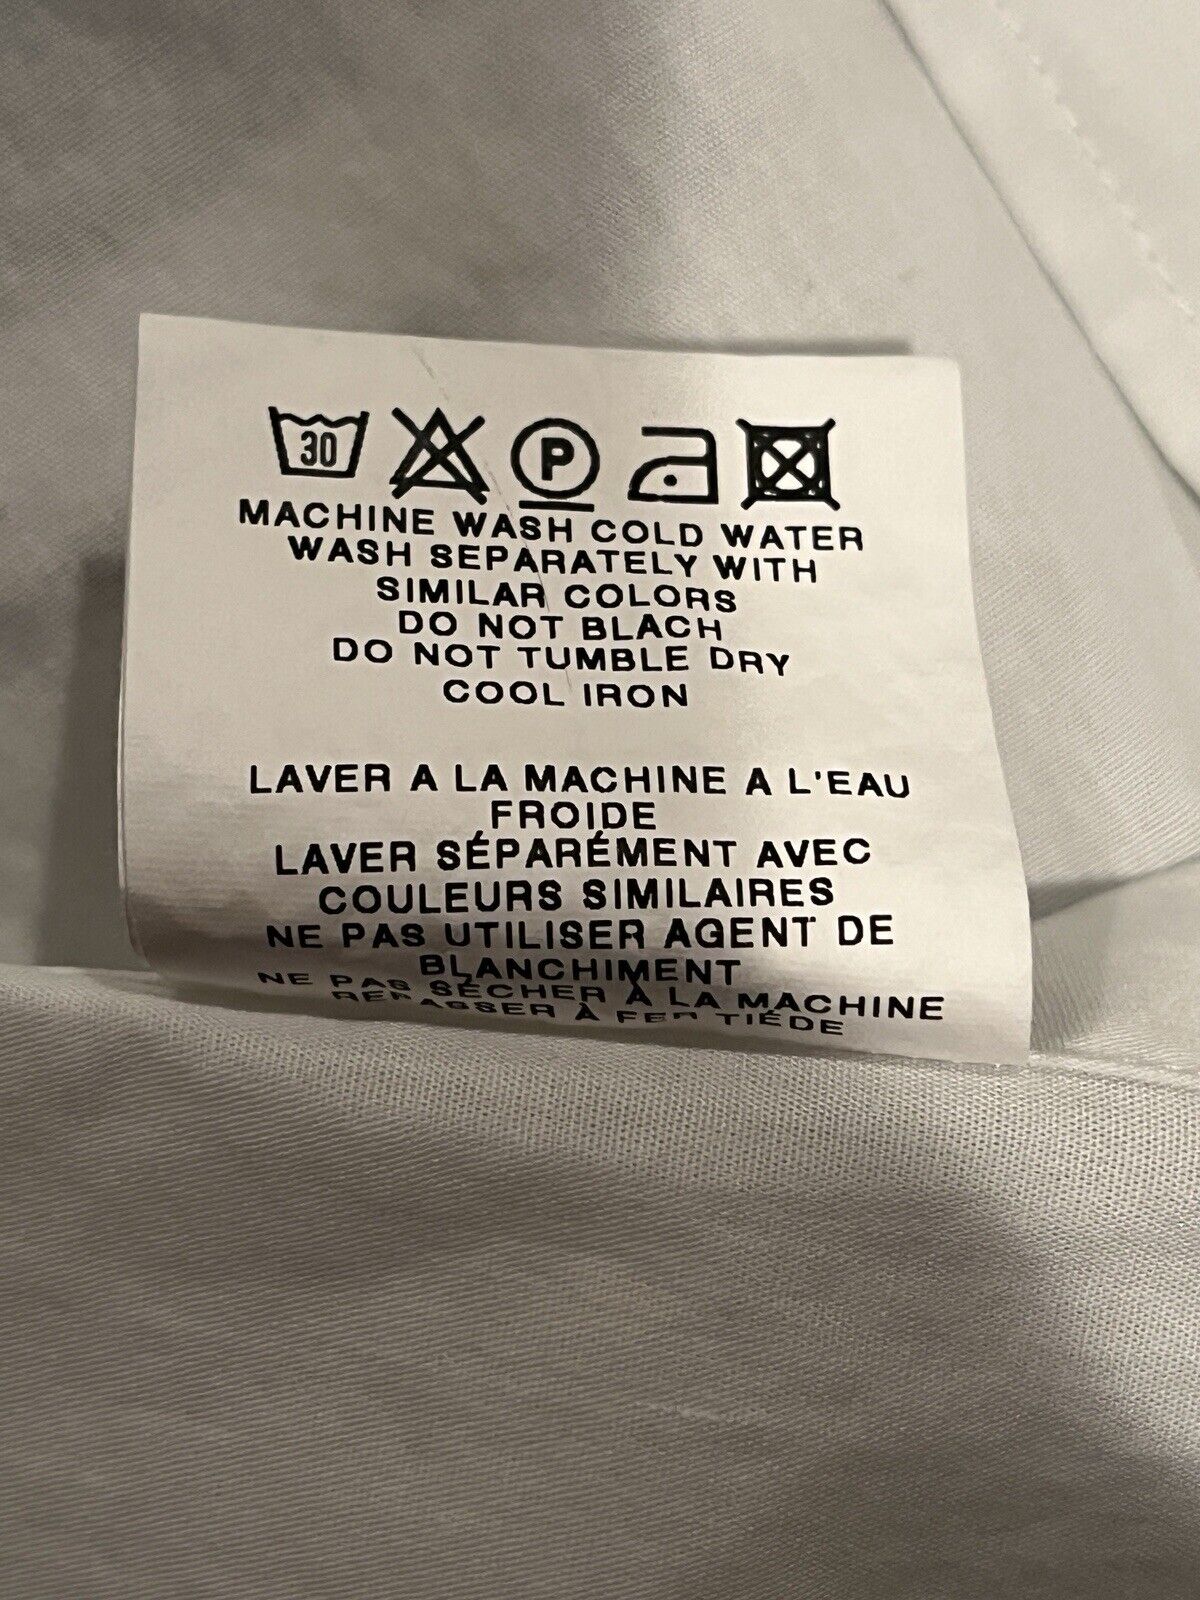 30 P
MACHINE WASH COLD WATER
WASH SEPARATELY WITH
SIMILAR COLORS
DO NOT BLACH
DO NOT TUMBLE DRY
COOL IRON
LAVER A LA MACHINE A L'EAU
FROIDE
LAVER SÉPARÉMENT AVEC
COULEURS SIMILAIRES
NE PAS UTILISER AGENT DE
BLANCHIMENT
NE PAS SÉCHER À LA MACHINE
REPASSER À FER TIÉDE